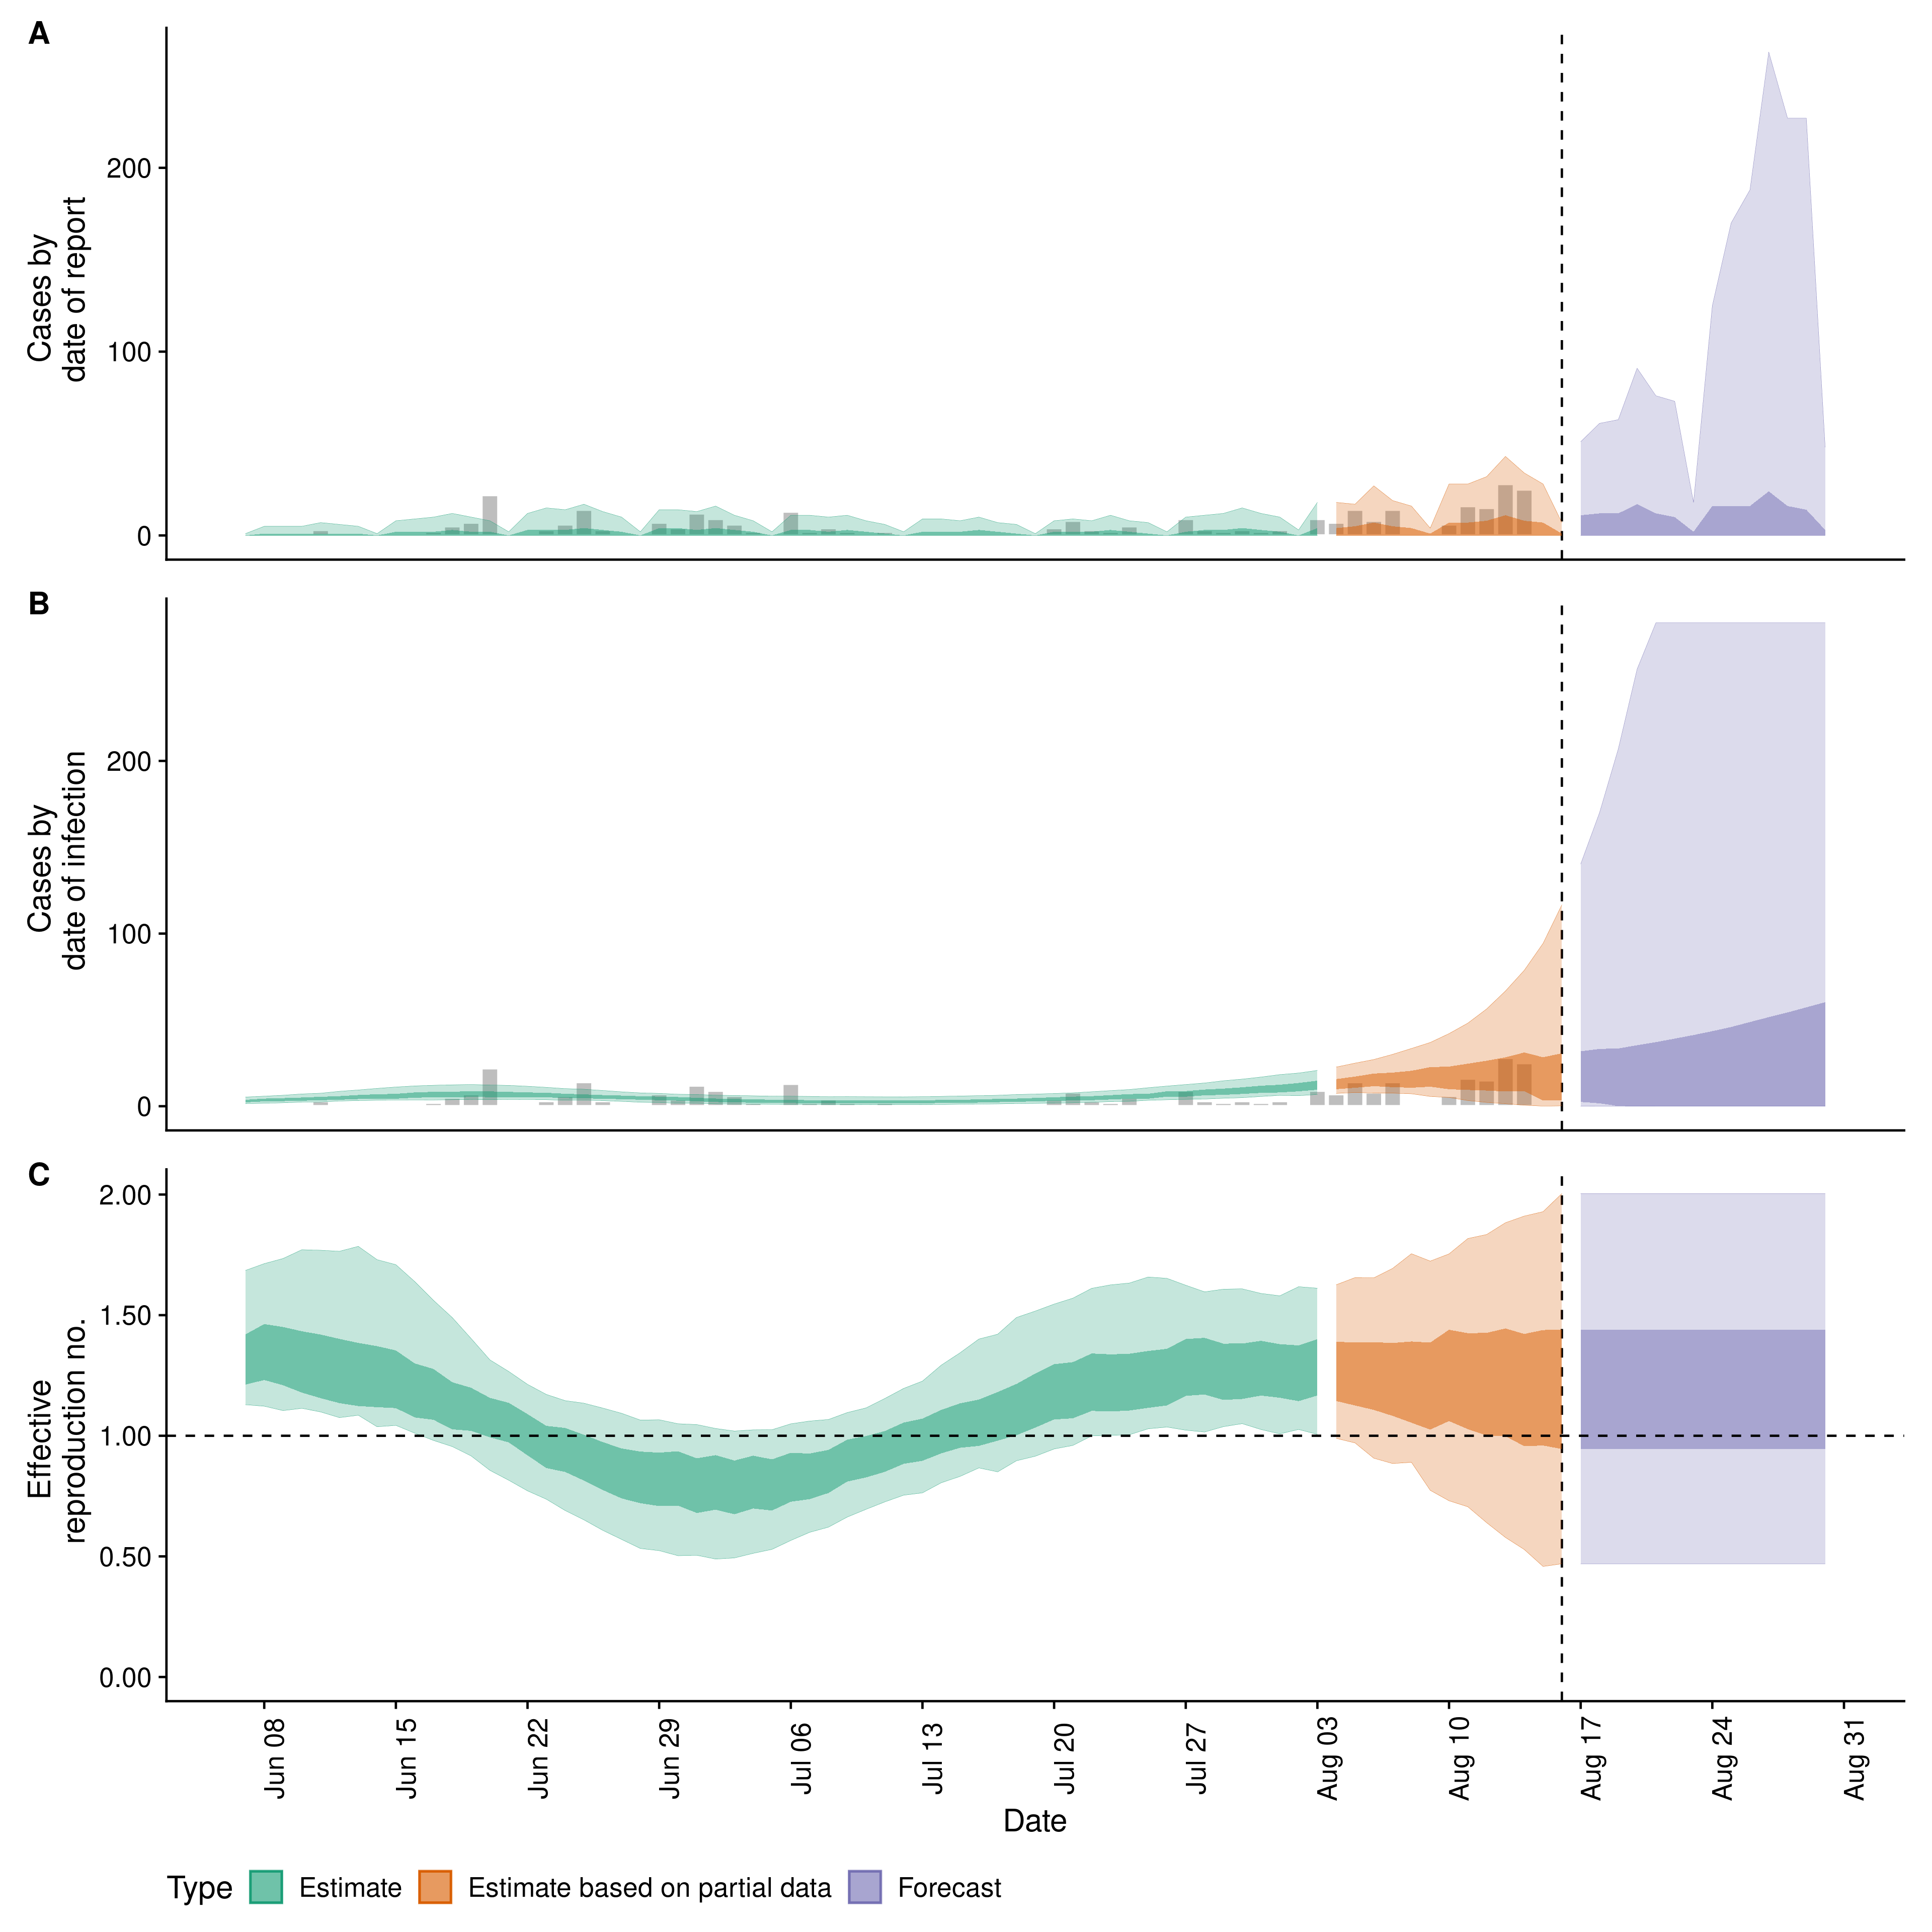 A
Cases by
date of report
200
100
0
B
Cases by
date of infection
200
100
0
C
Effective
reproduction no.
2.00
1.50
1.00
0.50
0.00
Jun 08
Jun 15
Jun 22
Jun 29
Jul 06
Jul 13
Jul 20
Jul 27
Aug 03
Aug 10
Aug 17
Aug 24
Aug 31
Date
Type Estimate Estimate based on partial data Forecast